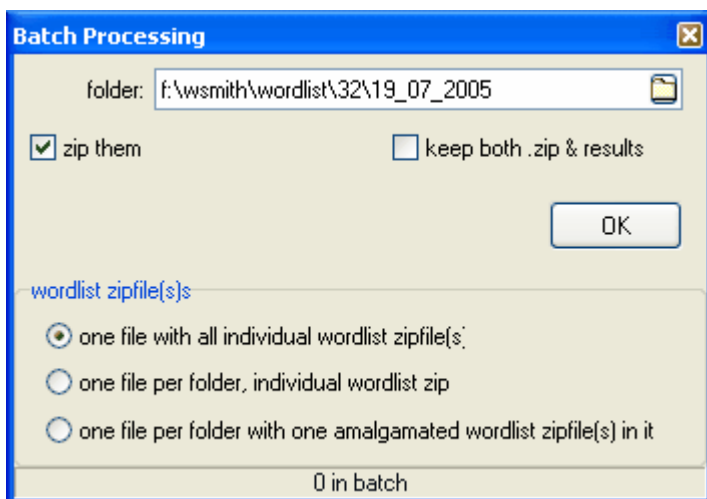 Batch Processing
folder: f:\wsmith\wordlist\32\19_07_2005
zip them keep both .zip & results
OK
wordlist zipfile(s)s
one file with all individual wordlist zipfile(s)
one file per folder, individual wordlist zip
one file per folder with one amalgamated wordlist zipfile(s) in it
0 in batch